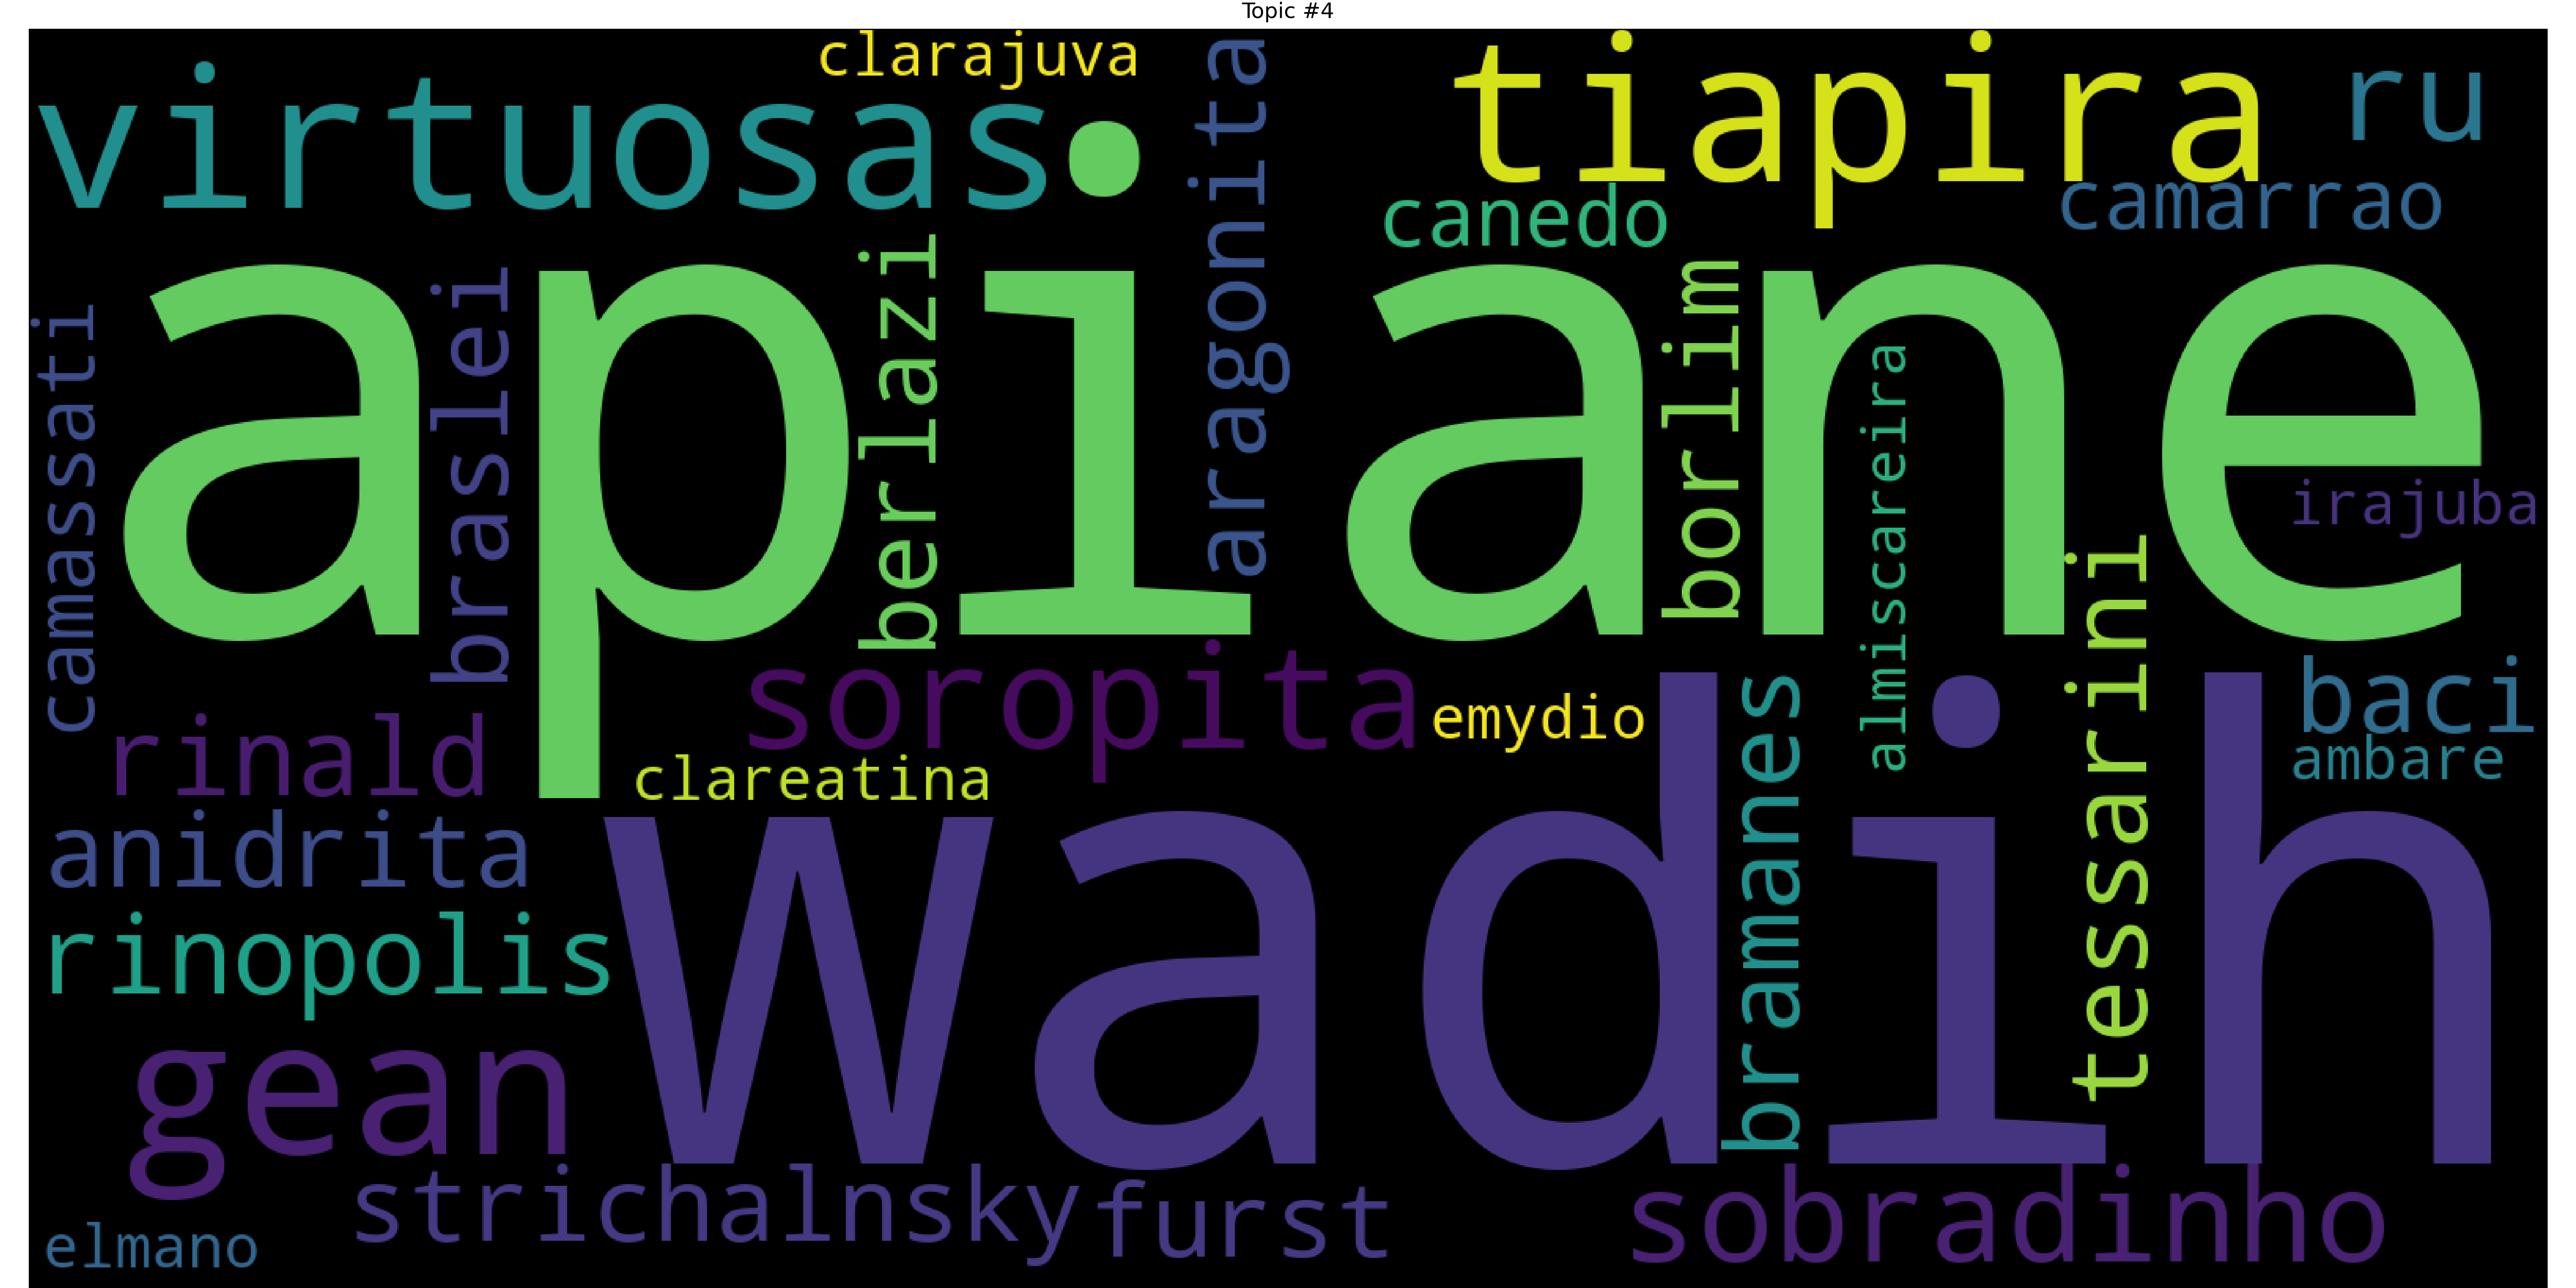 Topic #4
clarajuva
virtuosas
tiapira
ru
aragonita
canedo
camarrao
apiane
camassati
braslei
berlazi
borlim
almiscareira
irajuba
tessarini
soropita
emydio
baci
ambare
rinald
clareatina
anidrita
wadih
bramanes
rinopolis
gean
strichalnsky
furst
sobradinho
elmano